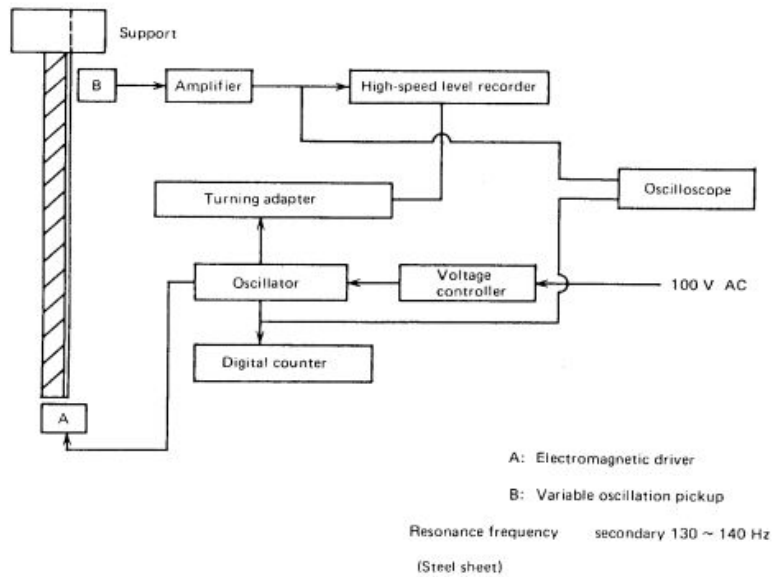 Support
B
Amplifier
High-speed level recorder
Turning adapter
Oscilloscope
Oscillator
Voltage
controller
100 V AC
Digital counter
A
A: Electromagnetic driver
B: Variable oscillation pickup
Resonance frequency secondary 130 ~ 140 Hz
(Steel sheet)